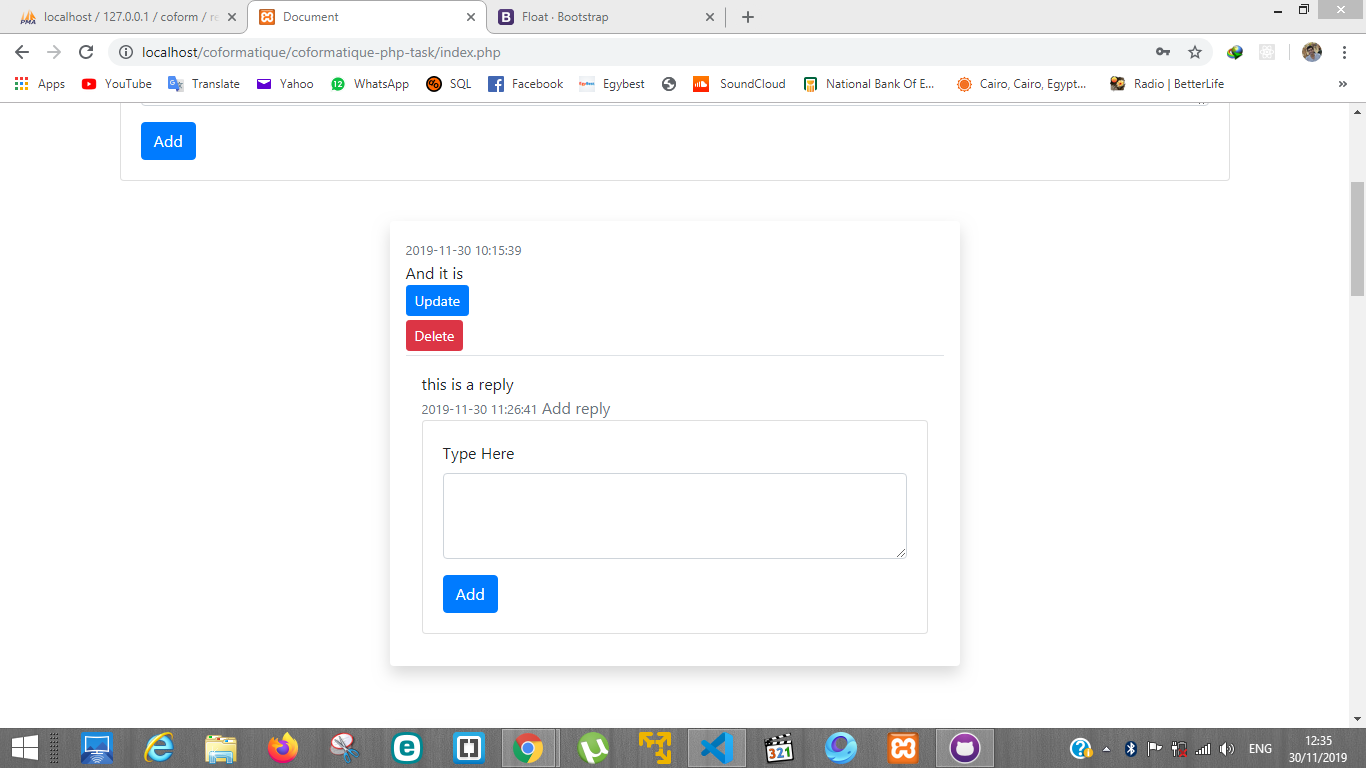 localhost / 127.0.0.1 / coform / re
Document
Float · Bootstrap
localhost/coformatique/coformatique-php-task/index.php
Apps
YouTube
Translate
Yahoo
12
WhatsApp
SQL
Facebook
Egybest
SoundCloud
National Bank Of E...
Cairo, Cairo, Egypt...
Radio | BetterLife
»
Add
2019-11-30 10:15:39
And it is
Update
Delete
this is a reply
2019-11-30 11:26:41 Add reply
Type Here
Add
321
ENG
12:35
30/11/2019